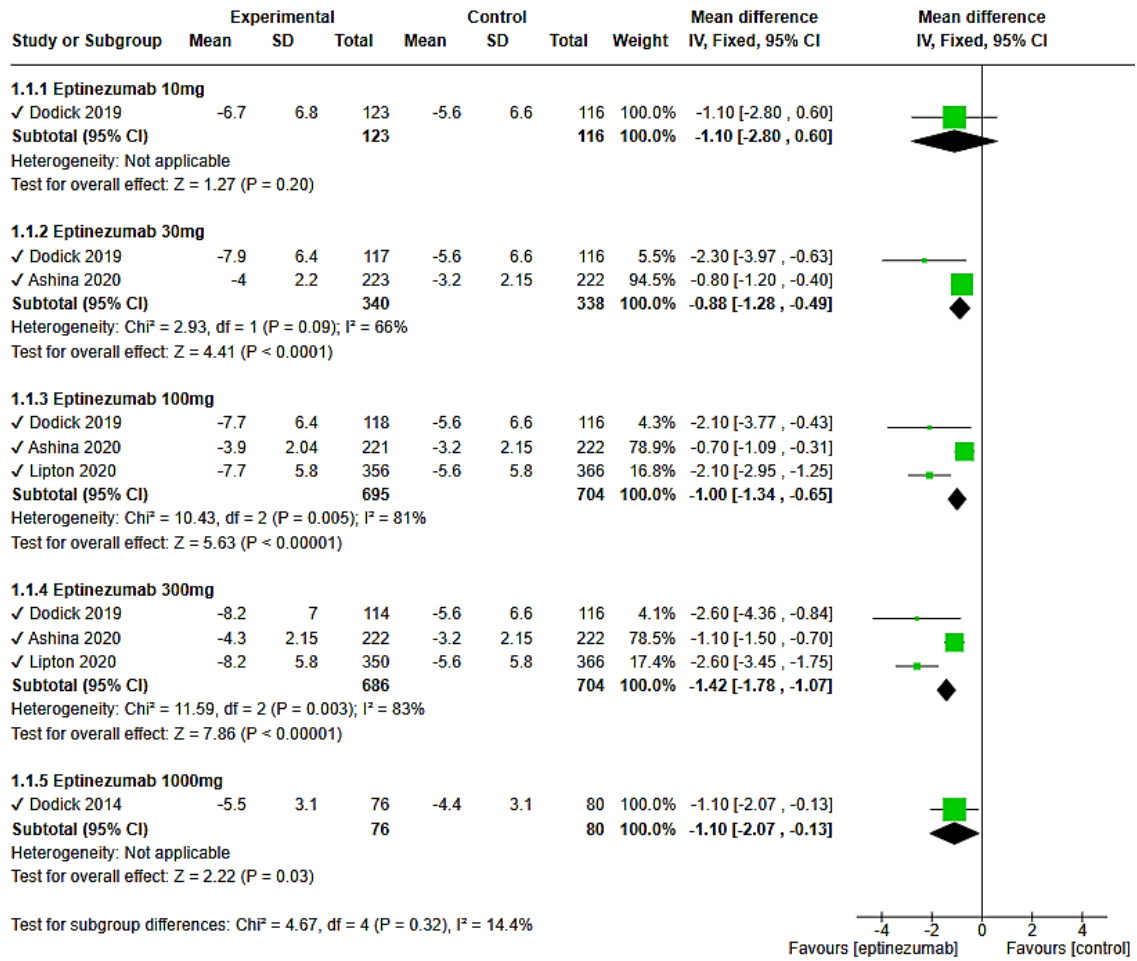 Experimental Control Mean difference Mean difference
Study or Subgroup Mean SD Total Mean SD Total Weight IV, Fixed, 95% CI IV, Fixed, 95% CI
1.1.1 Eptinezumab 10mg
✓ Dodick 2019 -6.7 6.8 123 -5.6 6.6 116 100.0% -1.10 [-2.80 , 0.60]
Subtotal (95% CI) 123 116 100.0% -1.10 [-2.80 , 0.60]
Heterogeneity: Not applicable
Test for overall effect: Z = 1.27 (P = 0.20)
1.1.2 Eptinezumab 30mg
✓ Dodick 2019 -7.9 6.4 117 -5.6 6.6 116 5.5% -2.30 [-3.97 , -0.63]
✓ Ashina 2020 -4 2.2 223 -3.2 2.15 222 94.5% -0.80 [-1.20 , -0.40]
Subtotal (95% CI) 340 338 100.0% -0.88 [-1.28 , -0.49]
Heterogeneity: Chi² = 2.93, df = 1 (P = 0.09); I² = 66%
Test for overall effect: Z = 4.41 (P < 0.0001)
1.1.3 Eptinezumab 100mg
✓ Dodick 2019 -7.7 6.4 118 -5.6 6.6 116 4.3% -2.10 [-3.77 , -0.43]
✓ Ashina 2020 -3.9 2.04 221 -3.2 2.15 222 78.9% -0.70 [-1.09 , -0.31]
✓ Lipton 2020 -7.7 5.8 356 -5.6 5.8 366 16.8% -2.10 [-2.95 , -1.25]
Subtotal (95% CI) 695 704 100.0% -1.00 [-1.34 , -0.65]
Heterogeneity: Chi² = 10.43, df = 2 (P = 0.005); I² = 81%
Test for overall effect: Z = 5.63 (P < 0.00001)
1.1.4 Eptinezumab 300mg
✓ Dodick 2019 -8.2 7 114 -5.6 6.6 116 4.1% -2.60 [-4.36 , -0.84]
✓ Ashina 2020 -4.3 2.15 222 -3.2 2.15 222 78.5% -1.10 [-1.50 , -0.70]
✓ Lipton 2020 -8.2 5.8 350 -5.6 5.8 366 17.4% -2.60 [-3.45 , -1.75]
Subtotal (95% CI) 686 704 100.0% -1.42 [-1.78 , -1.07]
Heterogeneity: Chi² = 11.59, df = 2 (P = 0.003); I² = 83%
Test for overall effect: Z = 7.86 (P < 0.00001)
1.1.5 Eptinezumab 1000mg
✓ Dodick 2014 -5.5 3.1 76 -4.4 3.1 80 100.0% -1.10 [-2.07 , -0.13]
Subtotal (95% CI) 76 80 100.0% -1.10 [-2.07 , -0.13]
Heterogeneity: Not applicable
Test for overall effect: Z = 2.22 (P = 0.03)
Test for subgroup differences: Chi² = 4.67, df = 4 (P = 0.32), I² = 14.4%
-4 -2 0 2 4
Favours [eptinezumab] Favours [control]